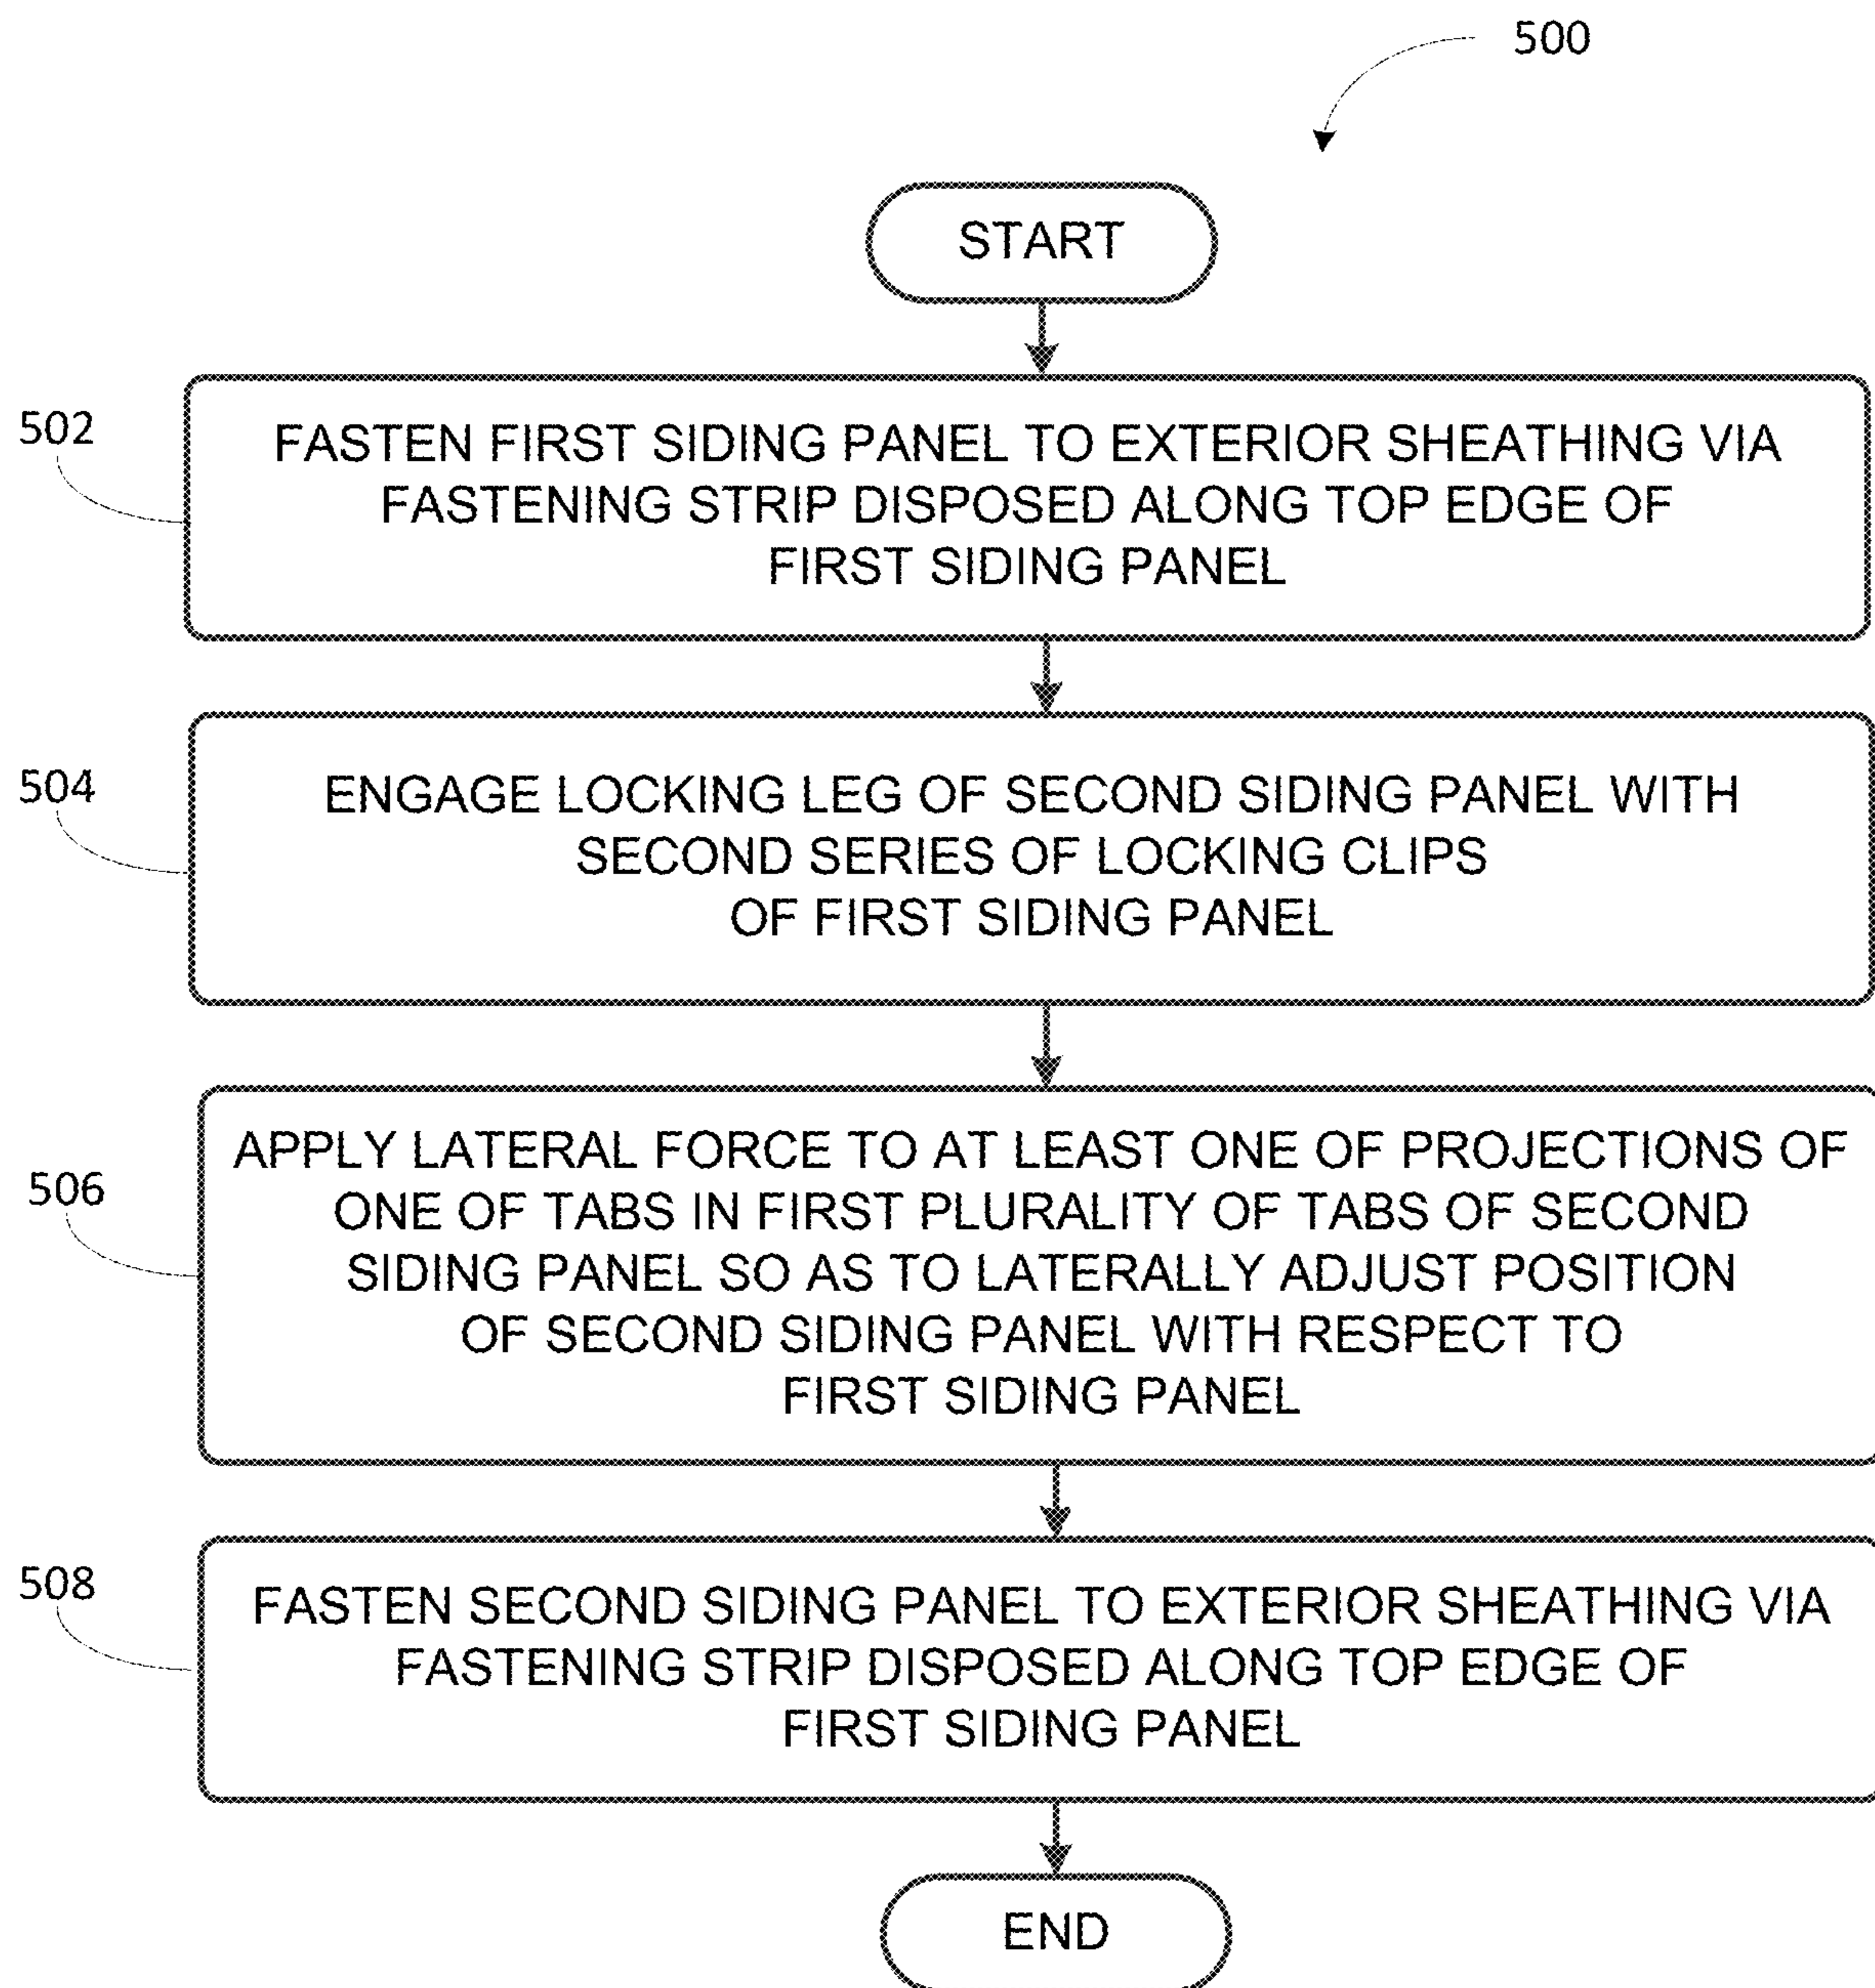 500
START
502
FASTEN FIRST SIDING PANEL TO EXTERIOR SHEATHING VIA
FASTENING STRIP DISPOSED ALONG TOP EDGE OF
FIRST SIDING PANEL
504
ENGAGE LOCKING LEG OF SECOND SIDING PANEL WITH
SECOND SERIES OF LOCKING CLIPS
OF FIRST SIDING PANEL
506
APPLY LATERAL FORCE TO AT LEAST ONE OF PROJECTIONS OF
ONE OF TABS IN FIRST PLURALITY OF TABS OF SECOND
SIDING PANEL SO AS TO LATERALLY ADJUST POSITION
OF SECOND SIDING PANEL WITH RESPECT TO
FIRST SIDING PANEL
508
FASTEN SECOND SIDING PANEL TO EXTERIOR SHEATHING VIA
FASTENING STRIP DISPOSED ALONG TOP EDGE OF
FIRST SIDING PANEL
END